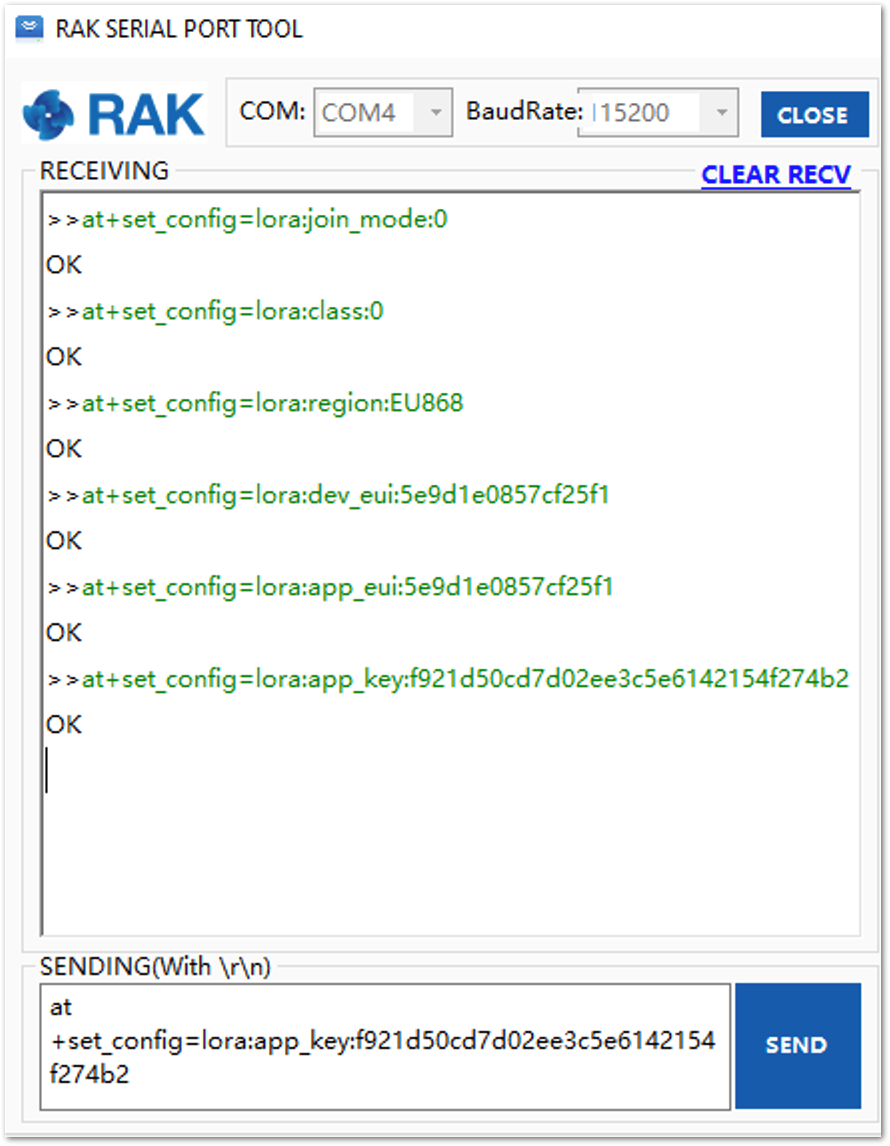 RAK SERIAL PORT TOOL
RAK COM: COM4 BaudRate: 115200 CLOSE
RECEIVING CLEAR RECV
>>at+set_config=lora:join_mode:0
OK
>>at+set_config=lora:class:0
OK
>>at+set_config=lora:region:EU868
OK
>>at+set_config=lora:dev_eui:5e9d1e0857cf25f1
OK
>>at+set_config=lora:app_eui:5e9d1e0857cf25f1
OK
>>at+set_config=lora:app_key:f921d50cd7d02ee3c5e6142154f274b2
OK
SENDING(With \r\n)
at
+set_config=lora:app_key:f921d50cd7d02ee3c5e6142154
f274b2
SEND